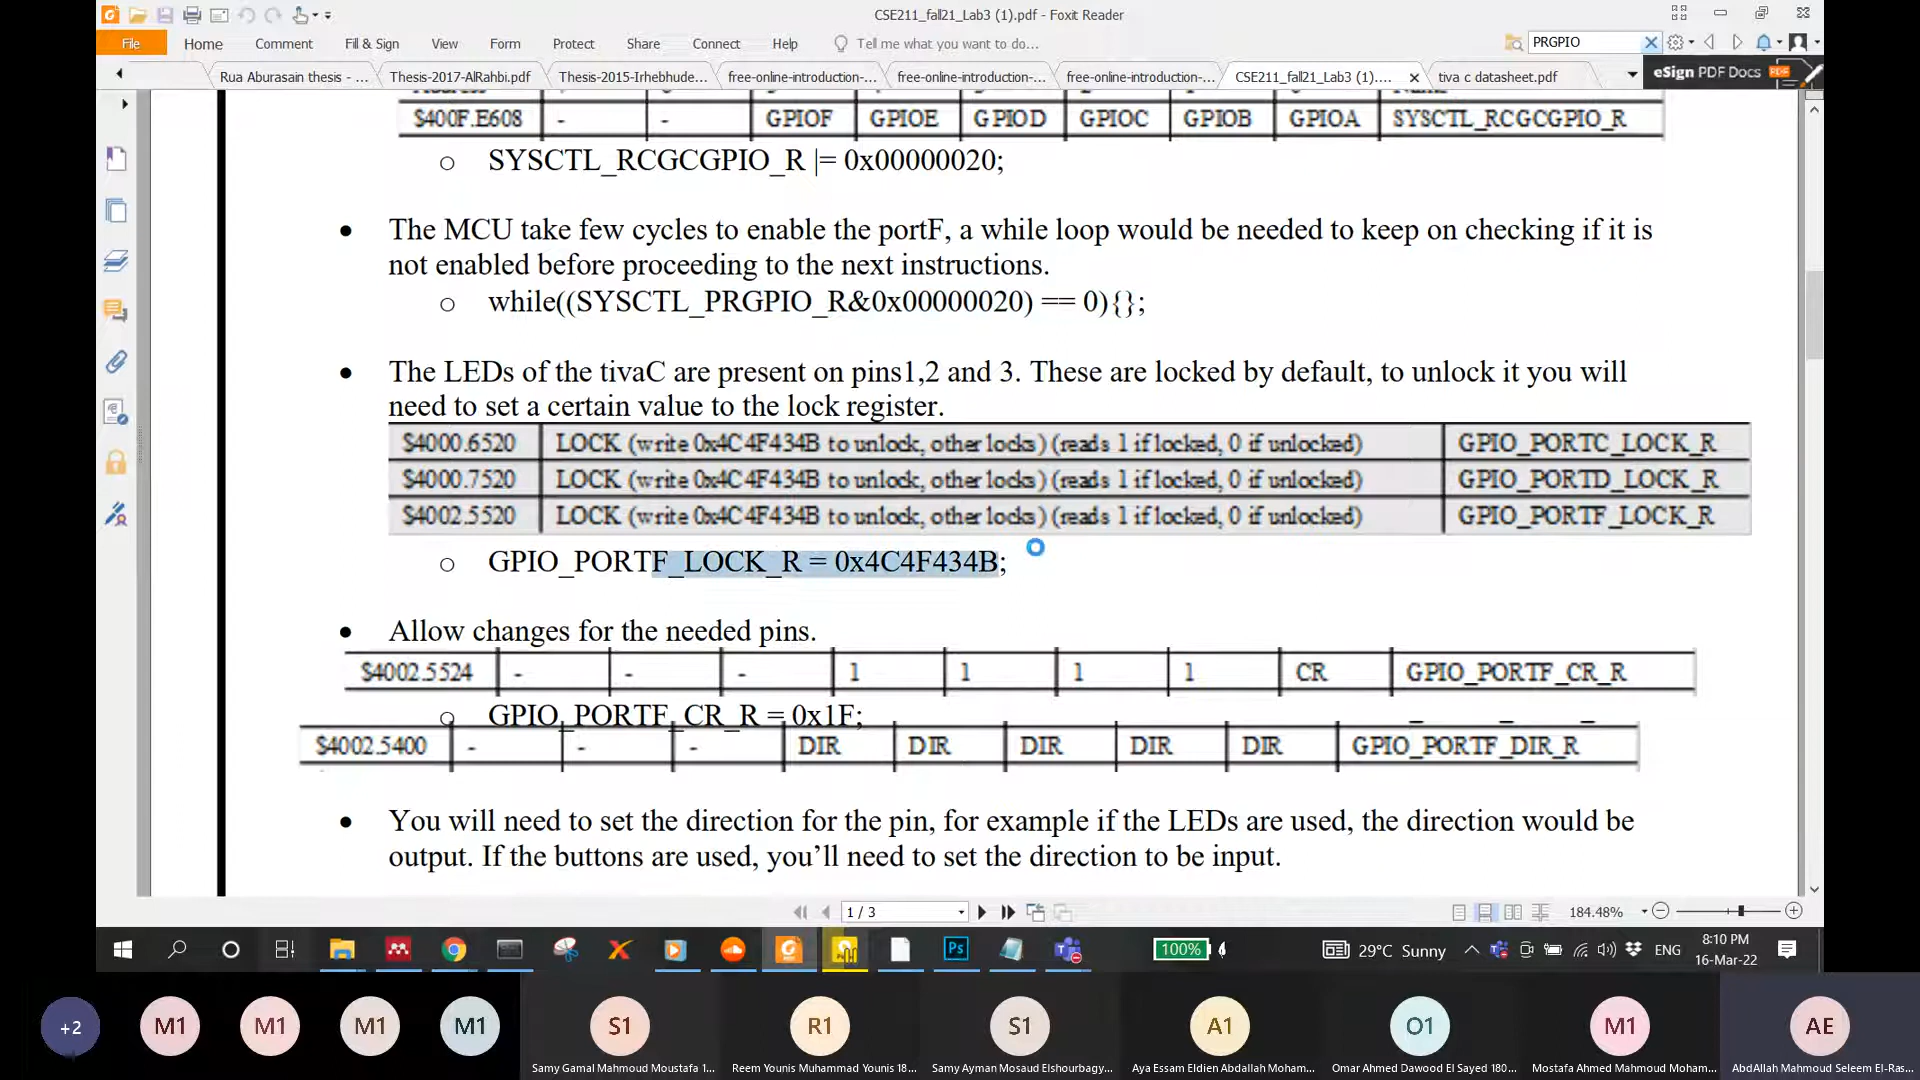 CSE211_fall21_Lab3 (1).pdf - Foxit Reader
File Home Comment Fill & Sign View Form Protect Share Connect Help Tell me what you want to do... PRGPIO
Rua Aburasain thesis - ... Thesis-2017-AlRahbi.pdf Thesis-2015-Irhebhude... free-online-introduction-... free-online-introduction-... free-online-introduction-... CSE211_fall21_Lab3 (1).... tiva c datasheet.pdf eSign PDF Docs PDF
$400F.E608 - - GPIOF GPIOE GPIOD GPIOC GPIOB GPIOA SYSCTL_RCGCGPIO_R
o SYSCTL_RCGCGPIO_R |= 0x00000020;
• The MCU take few cycles to enable the portF, a while loop would be needed to keep on checking if it is
not enabled before proceeding to the next instructions.
o while((SYSCTL_PRGPIO_R&0x00000020) == 0){};
• The LEDs of the tivaC are present on pins1,2 and 3. These are locked by default, to unlock it you will
need to set a certain value to the lock register.
$4000.6520 LOCK (write 0x4C4F434B to unlock, other locks) (reads 1 if locked, 0 if unlocked) GPIO_PORTC_LOCK_R
$4000.7520 LOCK (write 0x4C4F434B to unlock, other locks) (reads 1 if locked, 0 if unlocked) GPIO_PORTD_LOCK_R
$4002.5520 LOCK (write 0x4C4F434B to unlock, other locks) (reads 1 if locked, 0 if unlocked) GPIO_PORTF_LOCK_R
o GPIO_PORTF_LOCK_R = 0x4C4F434B;
• Allow changes for the needed pins.
$4002.5524 - - - 1 1 1 1 CR GPIO_PORTF_CR_R
o GPIO_PORTF_CR_R = 0x1F;
$4002.5400 - - - DIR DIR DIR DIR DIR GPIO_PORTF_DIR_R
• You will need to set the direction for the pin, for example if the LEDs are used, the direction would be
output. If the buttons are used, you’ll need to set the direction to be input.
1 / 3 184.48%
100% 29°C Sunny ENG 8:10 PM
16-Mar-22
+2 M1 M1 M1 M1 S1 R1 S1 A1 O1 M1 AE
Samy Gamal Mahmoud Moustafa 1... Reem Younis Muhammad Younis 18... Samy Ayman Mosaud Elshourbagy... Aya Essam Eldien Abdallah Moham... Omar Ahmed Dawood El Sayed 180... Mostafa Ahmed Mahmoud Moham... AbdAllah Mahmoud Seleem El-Ras...